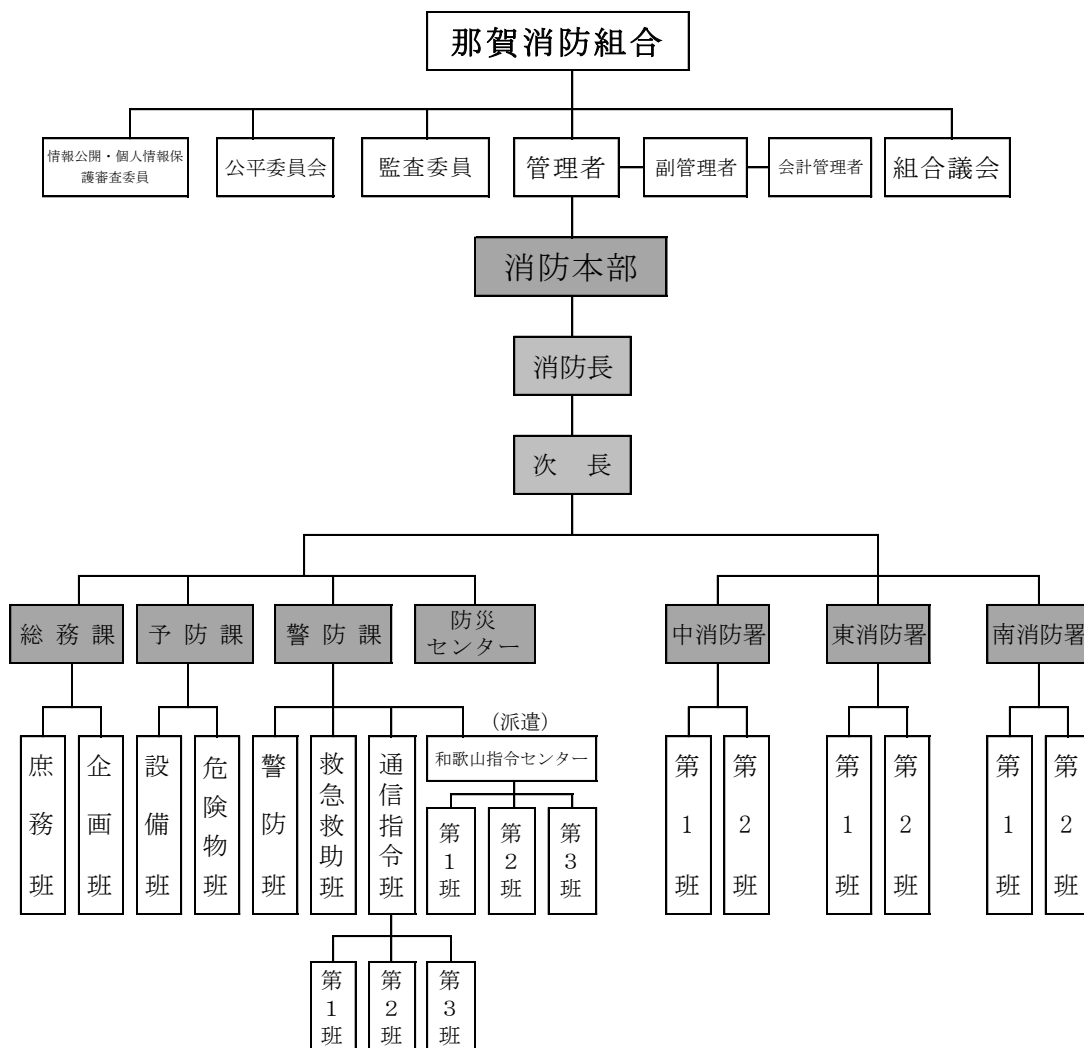 那賀消防組合
情報公開・個人情報保
護審査委員
公平委員会
監査委員
管理者
副管理者
会計管理者
組合議会
消防本部
消防長
次　長
総務課
予防課
警防課
防災
センター
中消防署
東消防署
南消防署
庶務班
企画班
設備班
危険物班
警防班
救急救助班
通信指令班
(派遣)
和歌山指令センター
第1班
第2班
第3班
第1班
第2班
第1班
第2班
第1班
第2班
第1班
第2班
第3班